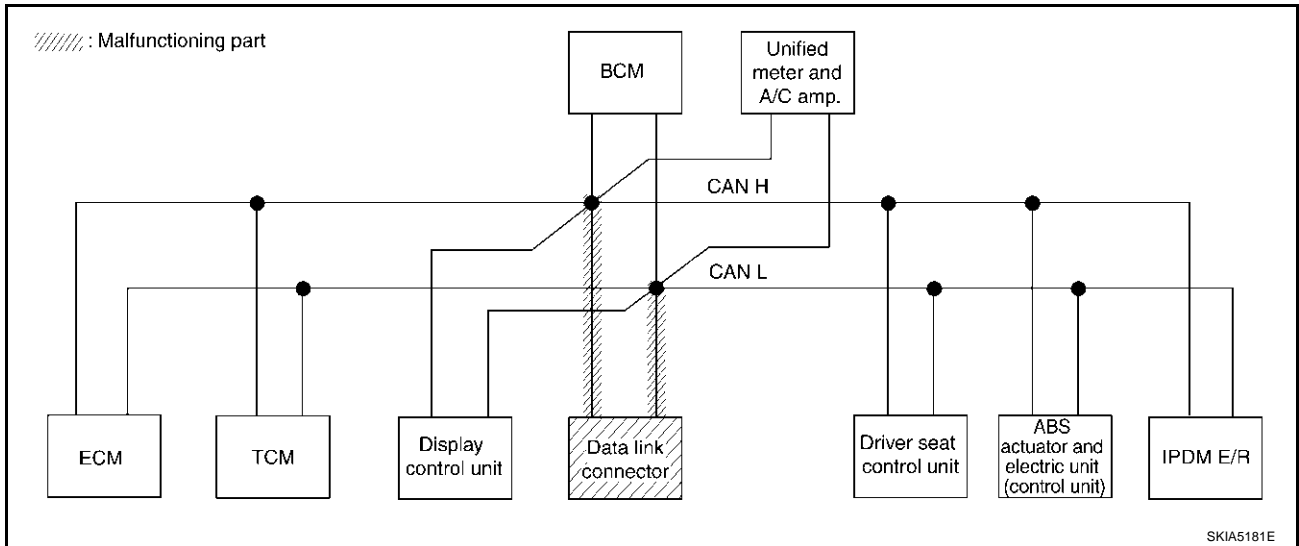 : Malfunctioning part
BCM
Unified
meter and
A/C amp.
CAN H
CAN L
ECM
TCM
Display
control unit
Data link
connector
Driver seat
control unit
ABS
actuator and
electric unit
(control unit)
IPDM E/R
SKIA5181E